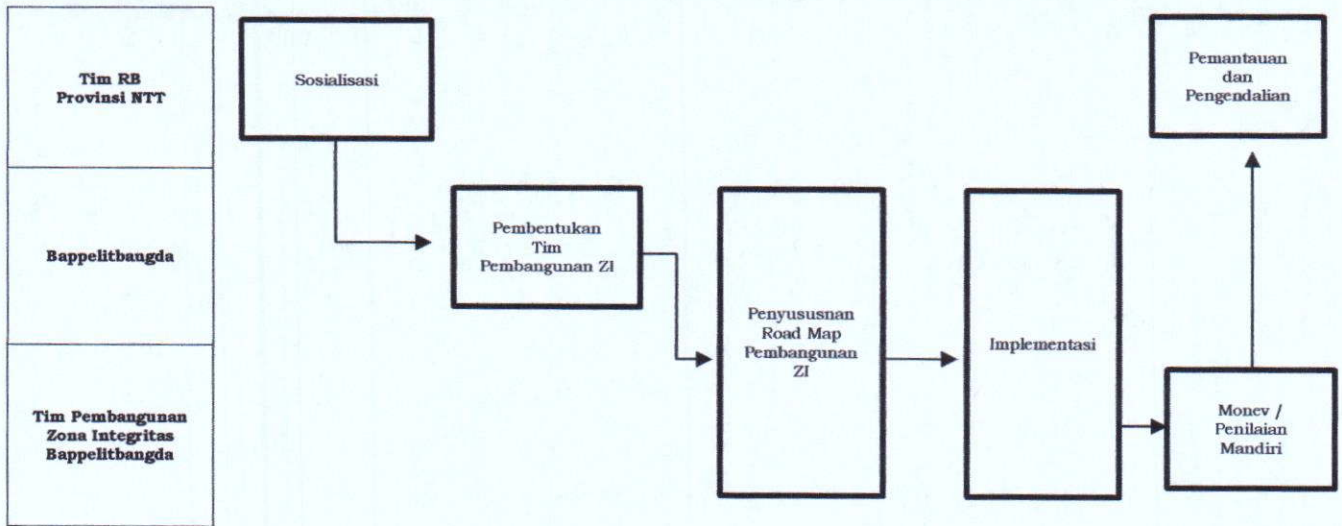 Tim RB
Provinsi NTT
Sosialisasi
Pemantauan
dan
Pengendalian
Bappelitbangda
Pembentukan
Tim
Pembangunan ZI
Penyususnan
Road Map
Pembangunan
ZI
Implementasi
Tim Pembangunan
Zona Integritas
Bappelitbangda
Monev /
Penilaian
Mandiri